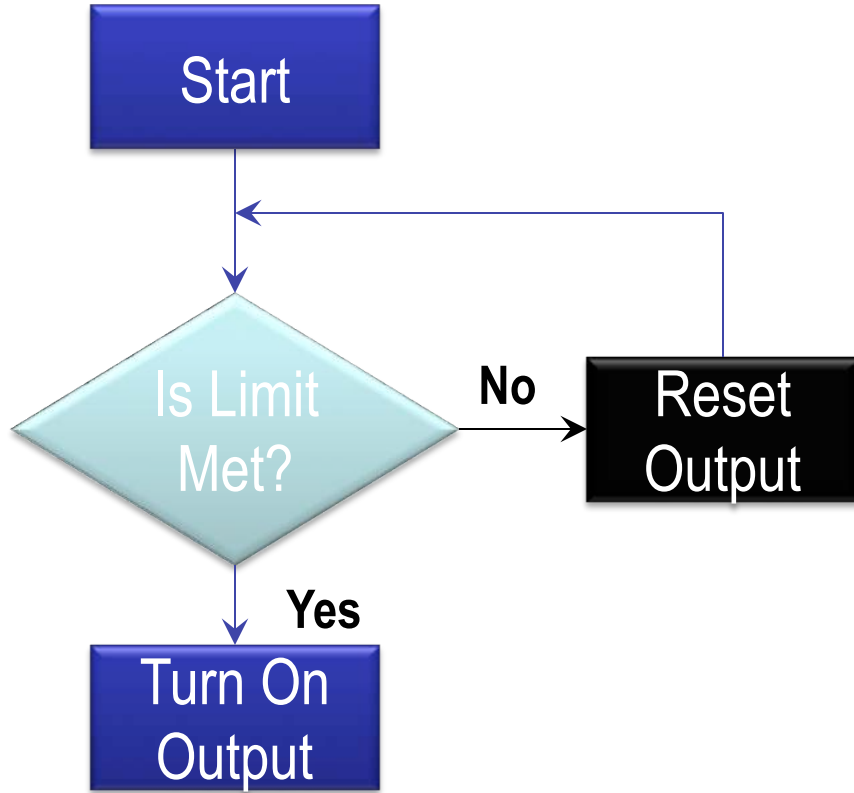 Start
Is Limit
Met?
No
Reset
Output
Yes
Turn On
Output